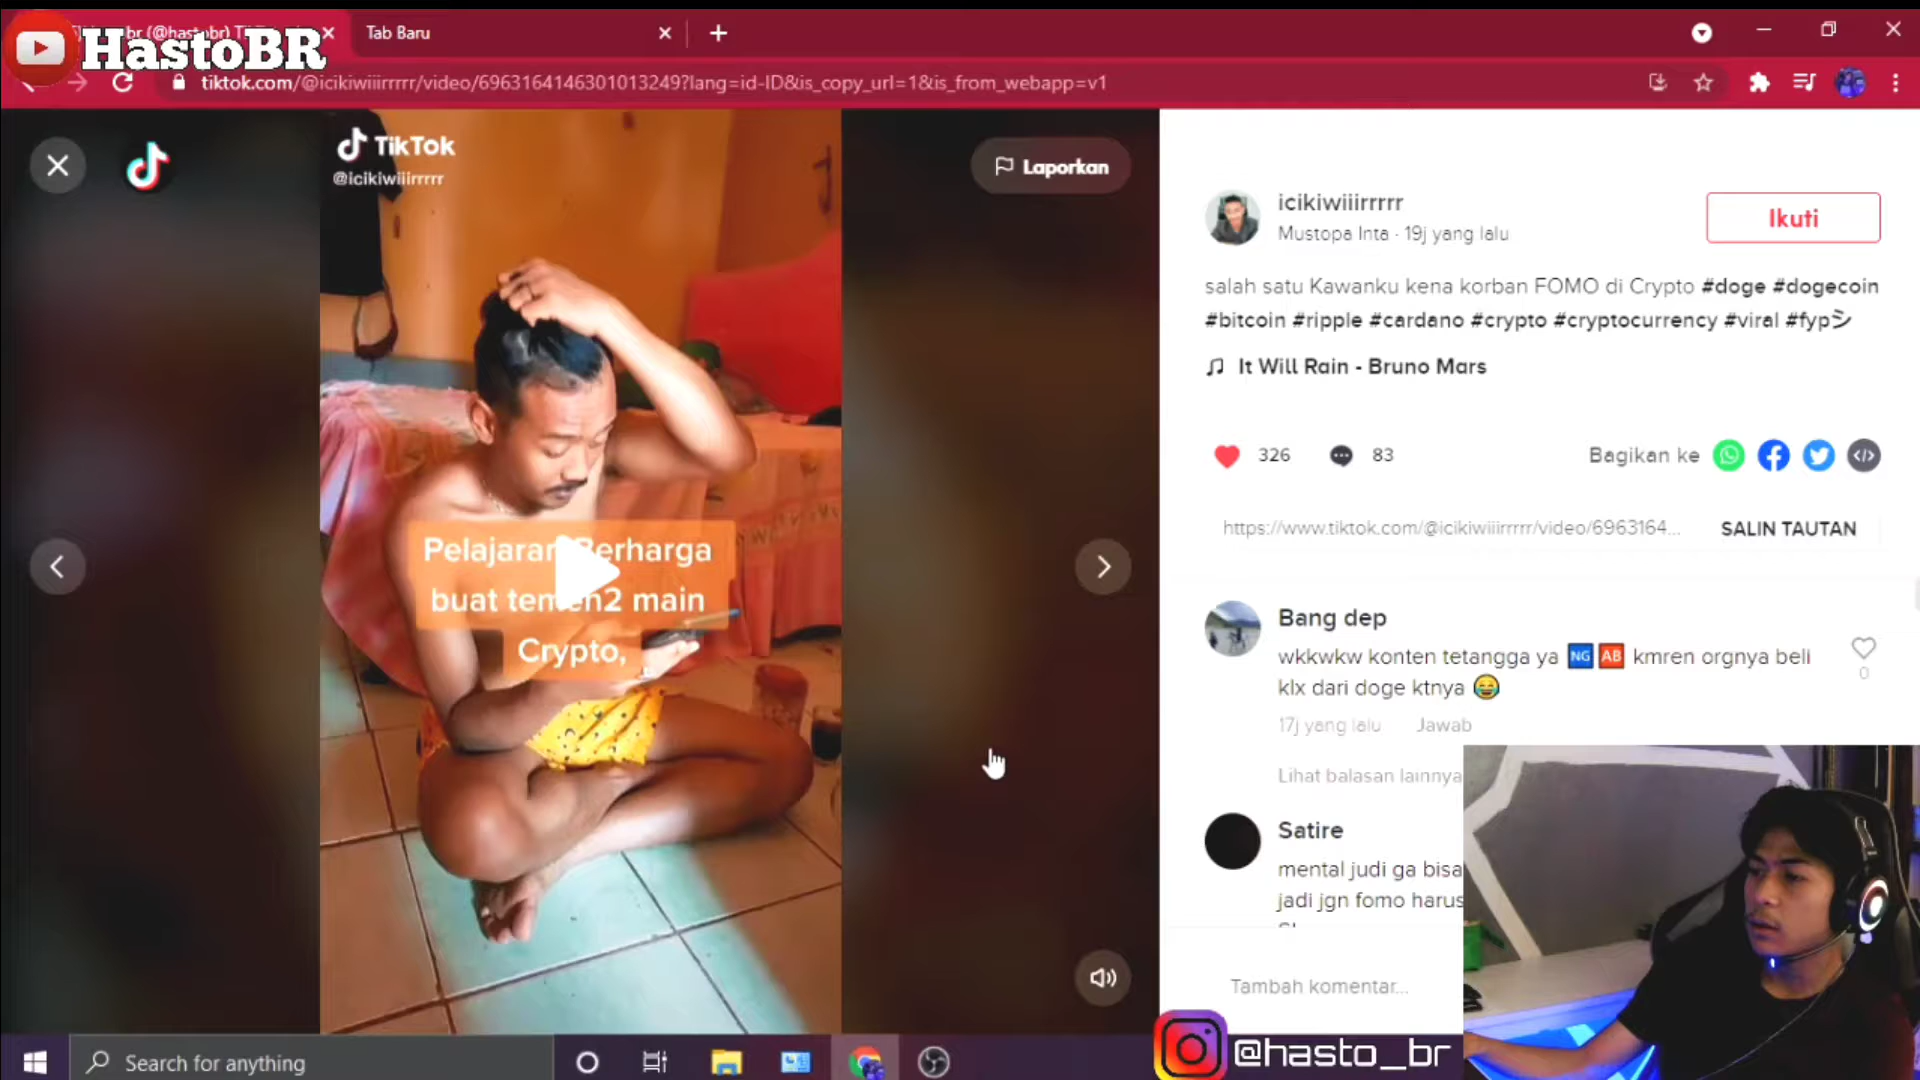 HastoBR
Tab Baru
tiktok.com/@icikiwiiirrrrr/video/6963164146301013249?lang=id-ID&is_copy_url=1&is_from_webapp=v1
TikTok
@icikiwiiirrrrr
Laporkan
Pelajaran Berharga
buat temen2 main
Crypto,
icikiwiiirrrrr
Mustopa Inta · 19j yang lalu
Ikuti
salah satu Kawanku kena korban FOMO di Crypto #doge #dogecoin
#bitcoin #ripple #cardano #crypto #cryptocurrency #viral #fypシ
It Will Rain - Bruno Mars
326
83
Bagikan ke
https://www.tiktok.com/@icikiwiiirrrrr/video/6963164...
SALIN TAUTAN
Bang dep
wkkwkw konten tetangga ya 🆖 🆎 kmren orgnya beli
klx dari doge ktnya 😂
0
17j yang lalu
Jawab
Lihat balasan lainnya
Satire
mental judi ga bisa
jadi jgn fomo harus
Tambah komentar...
@hasto_br
Search for anything